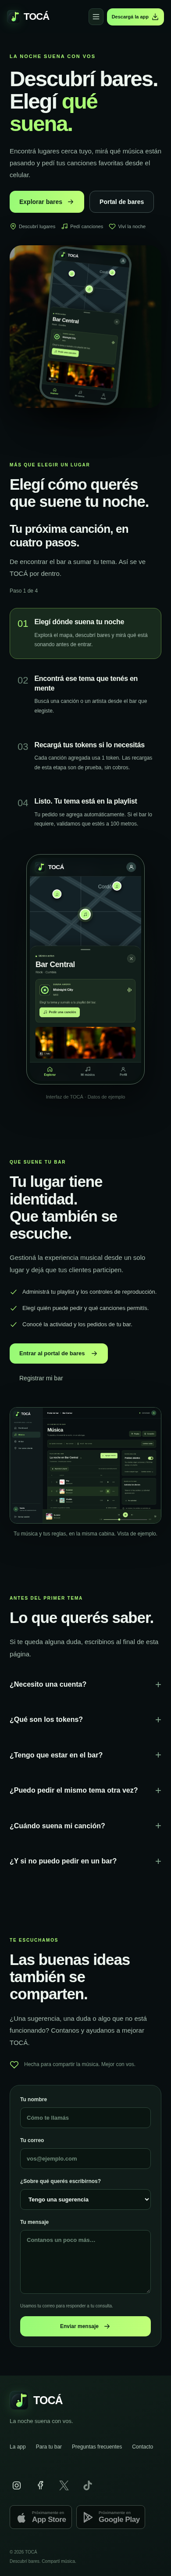 TOCÁ
Descargá la app
LA NOCHE SUENA CON VOS
Descubrí bares.
Elegí qué
suena.
Encontrá lugares cerca tuyo, mirá qué música están
pasando y pedí tus canciones favoritas desde el
celular.
Explorar bares
Portal de bares
Descubrí lugares
Pedí canciones
Viví la noche
TOCÁ
Bar Central
MÁS QUE ELEGIR UN LUGAR
Elegí cómo querés
que suene tu noche.
Tu próxima canción, en
cuatro pasos.
De encontrar el bar a sumar tu tema. Así se ve
TOCÁ por dentro.
Paso 1 de 4
01
Elegí dónde suena tu noche
Explorá el mapa, descubrí bares y mirá qué está
sonando antes de entrar.
02
Encontrá ese tema que tenés en
mente
Buscá una canción o un artista desde el bar que
elegiste.
03
Recargá tus tokens si lo necesitás
Cada canción agregada usa 1 token. Las recargas
de esta etapa son de prueba, sin cobros.
04
Listo. Tu tema está en la playlist
Tu pedido se agrega automáticamente. Si el bar lo
requiere, validamos que estés a 100 metros.
TOCÁ
Bar Central
Midnight City
Pedir una canción
Explorar
Mi música
Perfil
Interfaz de TOCÁ · Datos de ejemplo
QUE SUENE TU BAR
Tu lugar tiene
identidad.
Que también se
escuche.
Gestioná la experiencia musical desde un solo
lugar y dejá que tus clientes participen.
Administrá tu playlist y los controles de reproducción.
Elegí quién puede pedir y qué canciones permitís.
Conocé la actividad y los pedidos de tu bar.
Entrar al portal de bares
Registrar mi bar
TOCÁ
Música
Tu música y tus reglas, en la misma cabina. Vista de ejemplo.
ANTES DEL PRIMER TEMA
Lo que querés saber.
Si te queda alguna duda, escribinos al final de esta
página.
¿Necesito una cuenta?
¿Qué son los tokens?
¿Tengo que estar en el bar?
¿Puedo pedir el mismo tema otra vez?
¿Cuándo suena mi canción?
¿Y si no puedo pedir en un bar?
TE ESCUCHAMOS
Las buenas ideas
también se
comparten.
¿Una sugerencia, una duda o algo que no está
funcionando? Contanos y ayudanos a mejorar
TOCÁ.
Hecha para compartir la música. Mejor con vos.
Tu nombre
Cómo te llamás
Tu correo
vos@ejemplo.com
¿Sobre qué querés escribirnos?
Tengo una sugerencia
Tu mensaje
Contanos un poco más...
Usamos tu correo para responder a tu consulta.
Enviar mensaje
TOCÁ
La noche suena con vos.
La app
Para tu bar
Preguntas frecuentes
Contacto
Próximamente en
App Store
Próximamente en
Google Play
© 2026 TOCÁ
Descubrí bares. Compartí música.